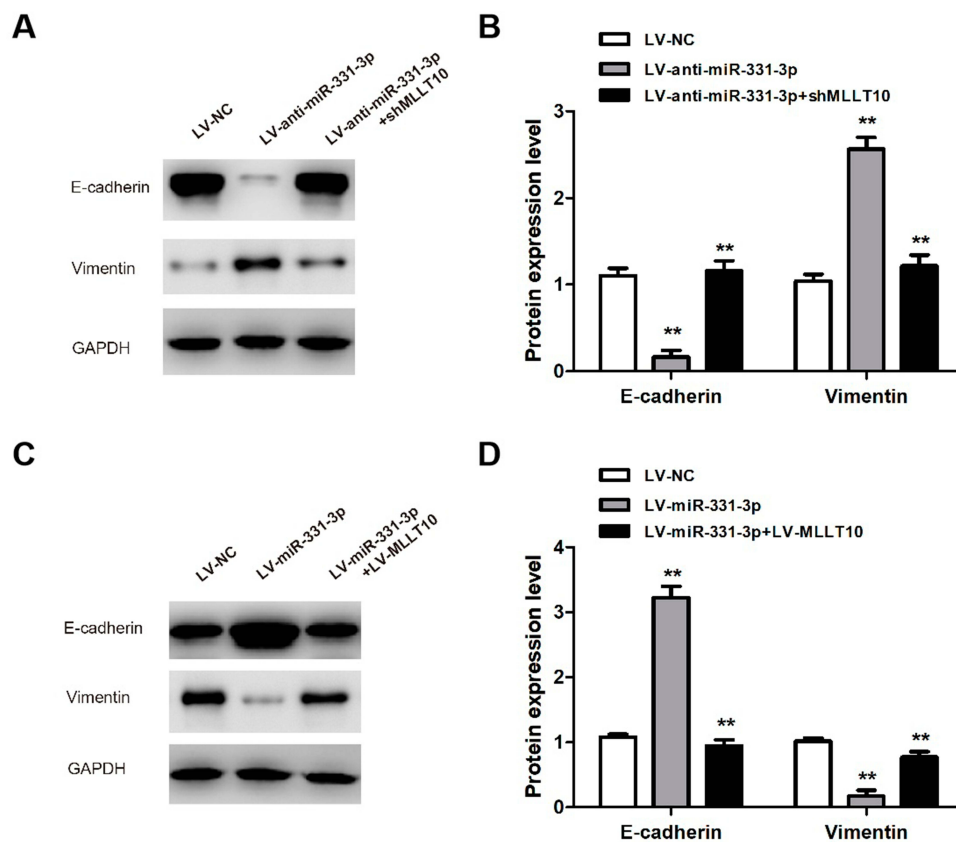 A
LV-NC
LV-anti-miR-331-3p
LV-anti-miR-331-3p
+shMLLT10
E-cadherin
Vimentin
GAPDH
B
LV-NC
LV-anti-miR-331-3p
LV-anti-miR-331-3p+shMLLT10
Protein expression level
3
2
1
0
**
**
**
**
E-cadherin
Vimentin
C
LV-NC
LV-miR-331-3p
LV-miR-331-3p
+LV-MLLT10
E-cadherin
Vimentin
GAPDH
D
LV-NC
LV-miR-331-3p
LV-miR-331-3p+LV-MLLT10
Protein expression level
4
3
2
1
0
**
**
**
**
E-cadherin
Vimentin